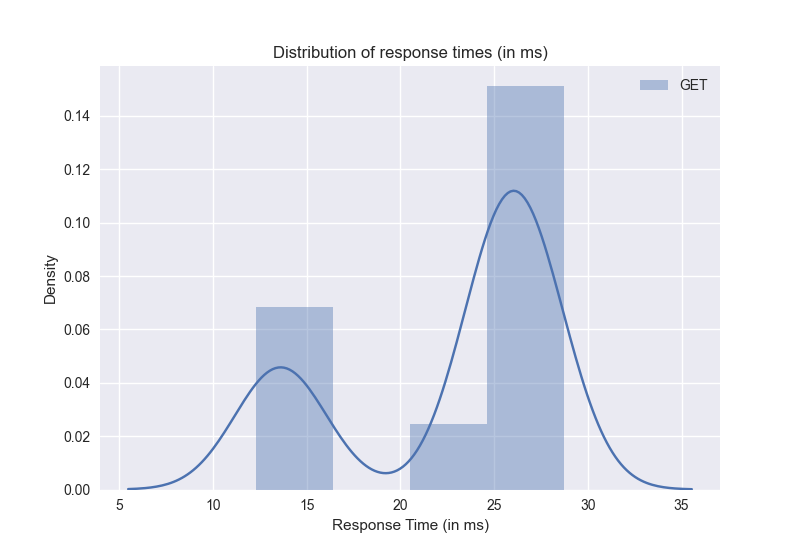 Distribution of response times (in ms)
GET
0.14
0.12
0.10
0.08
0.06
0.04
0.02
0.00
Density
5 10 15 20 25 30 35
Response Time (in ms)